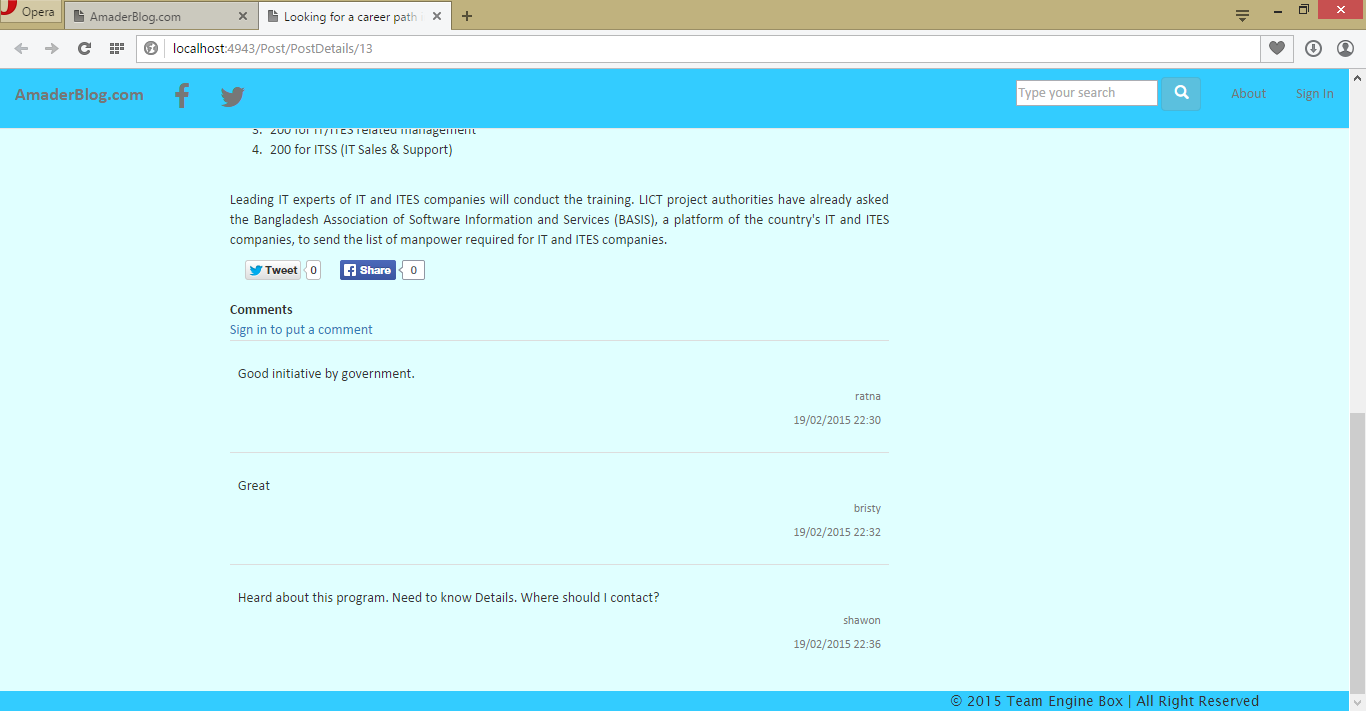 Opera
AmaderBlog.com
Looking for a career path
localhost:4943/Post/PostDetails/13
AmaderBlog.com
Type your search
About
Sign In
3. 200 for IT/ITES related management
4. 200 for ITSS (IT Sales & Support)
Leading IT experts of IT and ITES companies will conduct the training. LICT project authorities have already asked
the Bangladesh Association of Software Information and Services (BASIS), a platform of the country's IT and ITES
companies, to send the list of manpower required for IT and ITES companies.
Tweet 0 Share 0
Comments
Sign in to put a comment
Good initiative by government.
ratna
19/02/2015 22:30
Great
bristy
19/02/2015 22:32
Heard about this program. Need to know Details. Where should I contact?
shawon
19/02/2015 22:36
© 2015 Team Engine Box | All Right Reserved